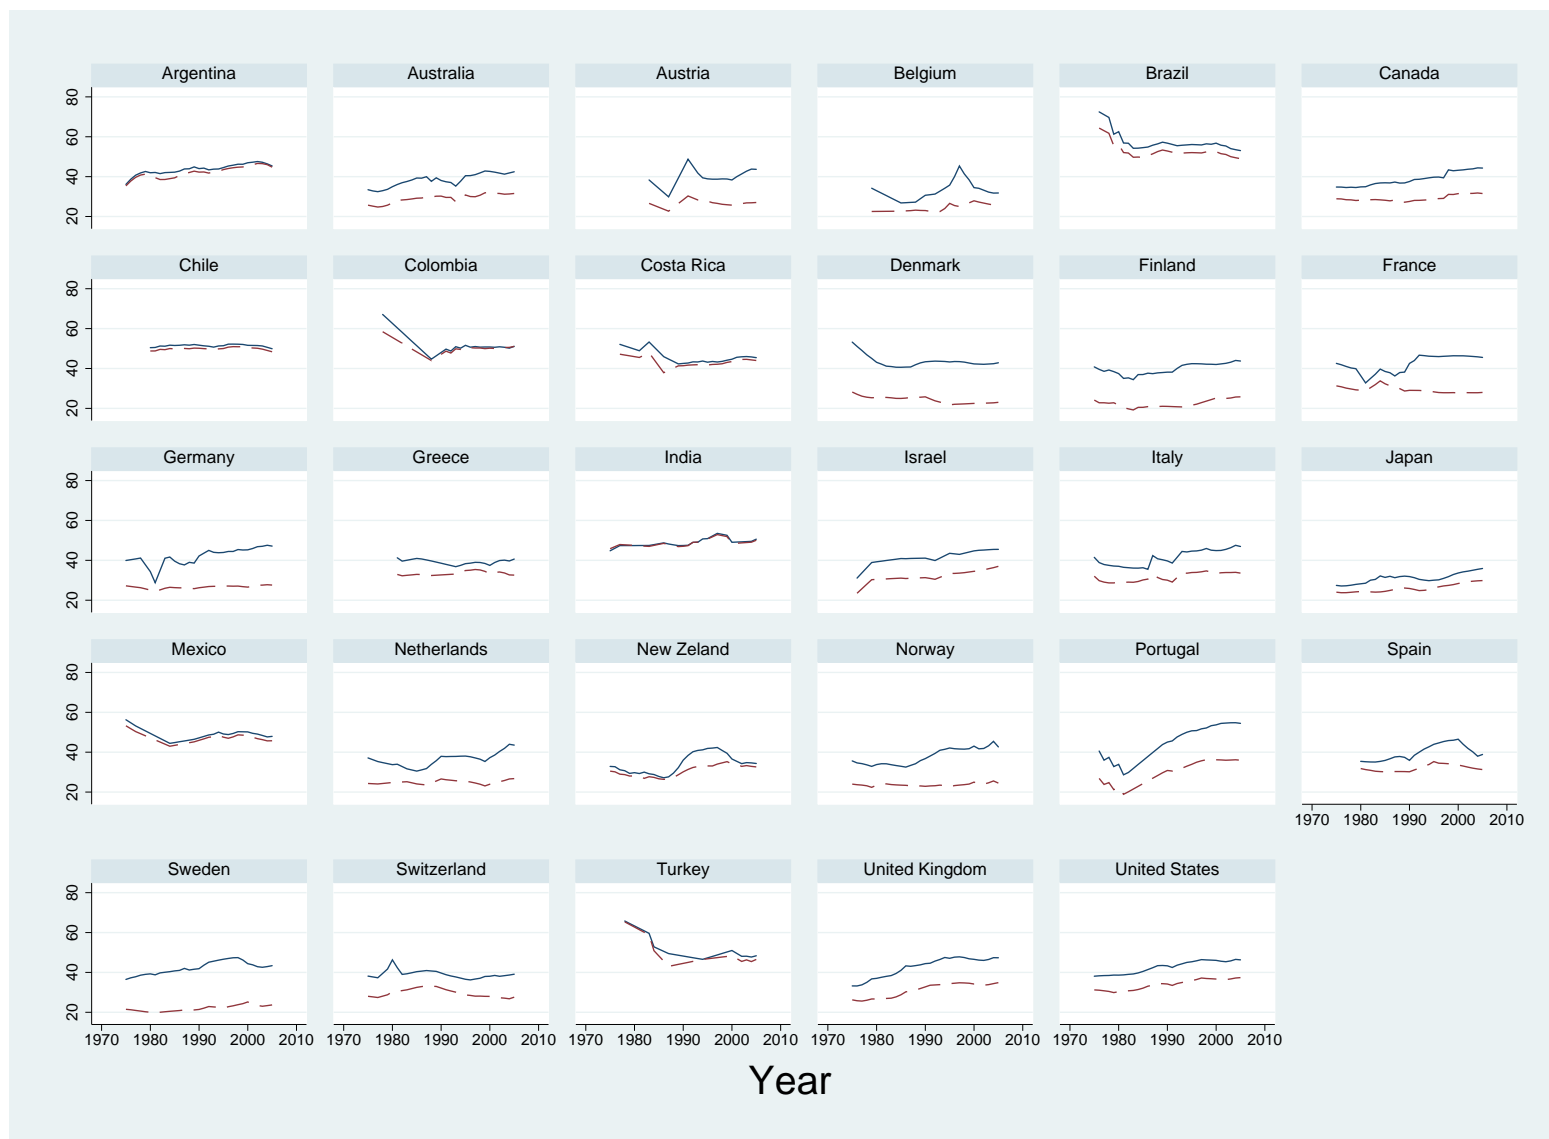 Argentina Australia Austria Belgium Brazil Canada
80
60
40
20
Chile Colombia Costa Rica Denmark Finland France
80
60
40
20
Germany Greece India Israel Italy Japan
80
60
40
20
Mexico Netherlands New Zeland Norway Portugal Spain
80
60
40
20
1970 1980 1990 2000 2010
Sweden Switzerland Turkey United Kingdom United States
80
60
40
20
1970 1980 1990 2000 2010 1970 1980 1990 2000 2010 1970 1980 1990 2000 2010 1970 1980 1990 2000 2010 1970 1980 1990 2000 2010
Year